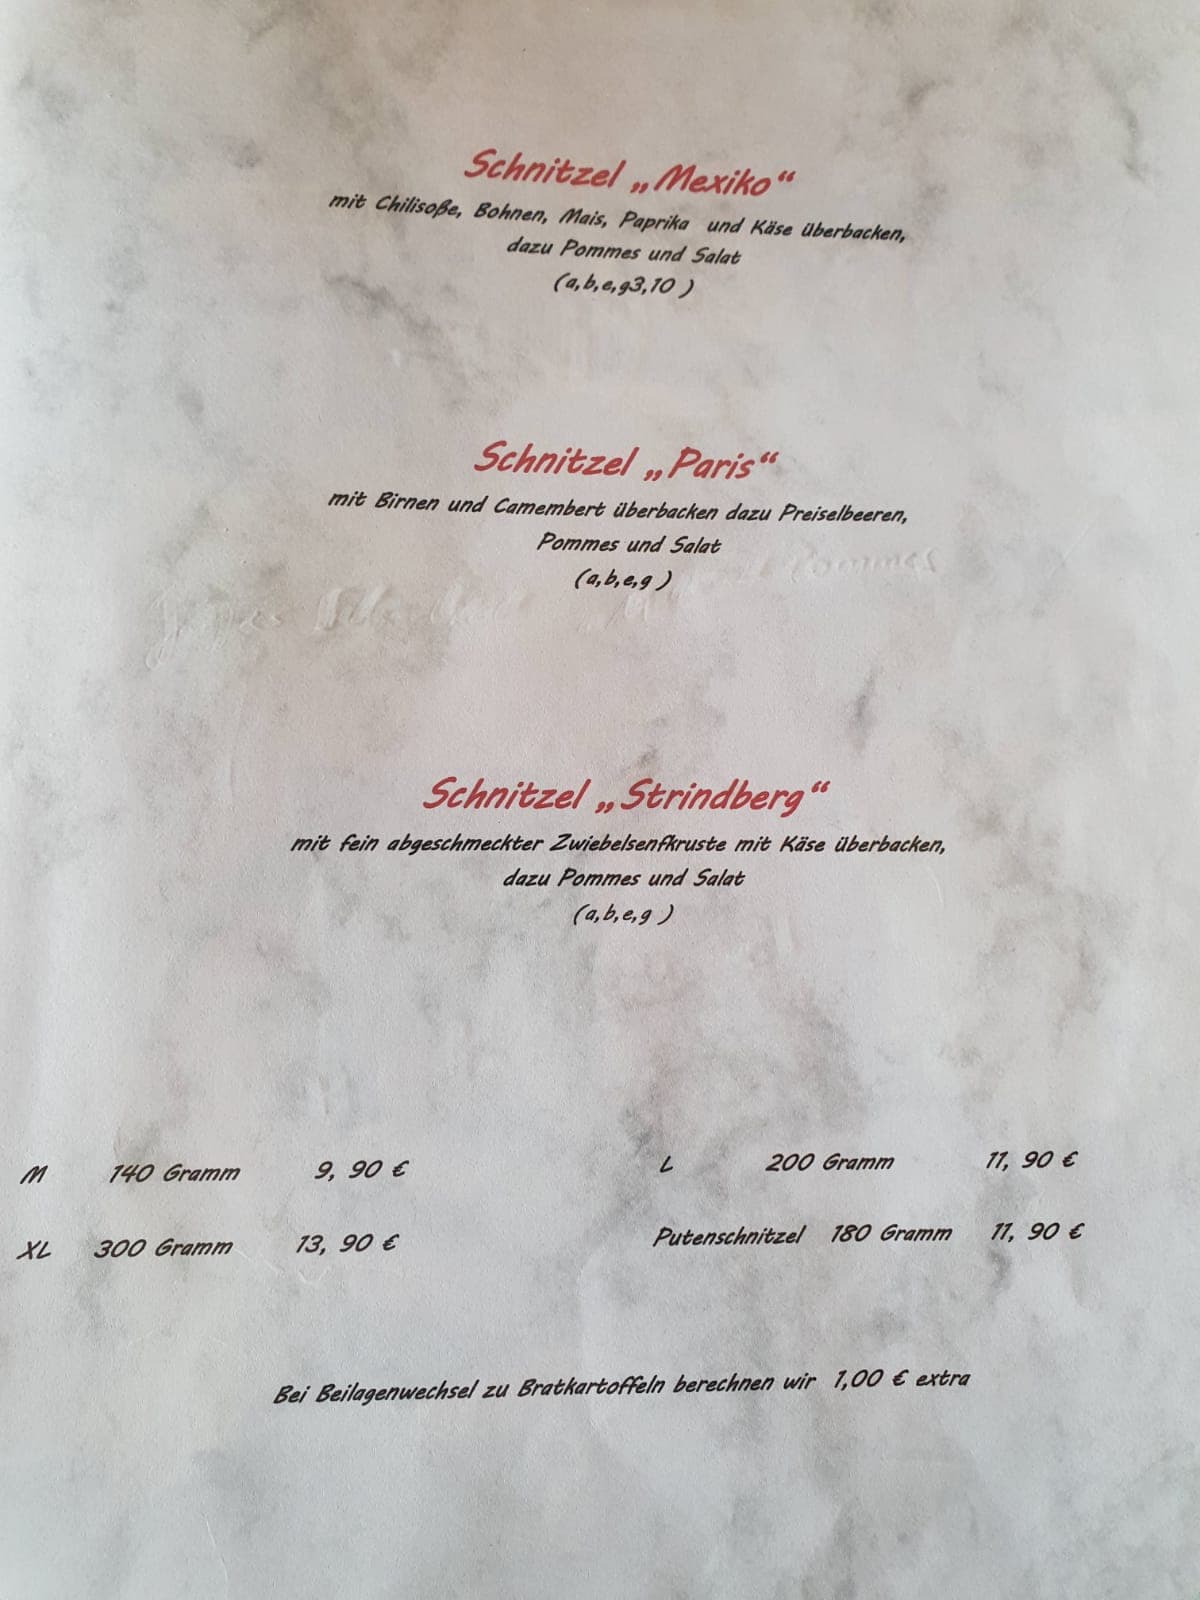 Schnitzel „Mexiko“
mit Chilisoße, Bohnen, Mais, Paprika und Käse überbacken,
dazu Pommes und Salat
(a,b,e,g3,10 )
Schnitzel „Paris“
mit Birnen und Camembert überbacken dazu Preiselbeeren,
Pommes und Salat
(a,b,e,g )
Schnitzel „Strindberg“
mit fein abgeschmeckter Zwiebelsenfkruste mit Käse überbacken,
dazu Pommes und Salat
(a,b,e,g )
M 140 Gramm 9, 90 € L 200 Gramm 11, 90 €
XL 300 Gramm 13, 90 € Putenschnitzel 180 Gramm 11, 90 €
Bei Beilagenwechsel zu Bratkartoffeln berechnen wir 1,00 € extra